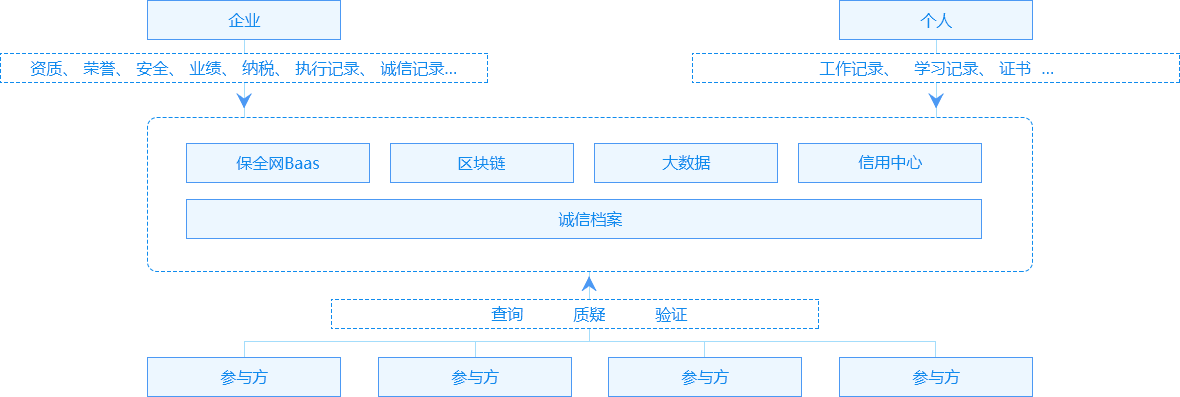 企业
个人
资质、 荣誉、 安全、 业绩、 纳税、 执行记录、 诚信记录...
工作记录、 学习记录、 证书 ...
保全网Baas
区块链
大数据
信用中心
诚信档案
查询 质疑 验证
参与方
参与方
参与方
参与方